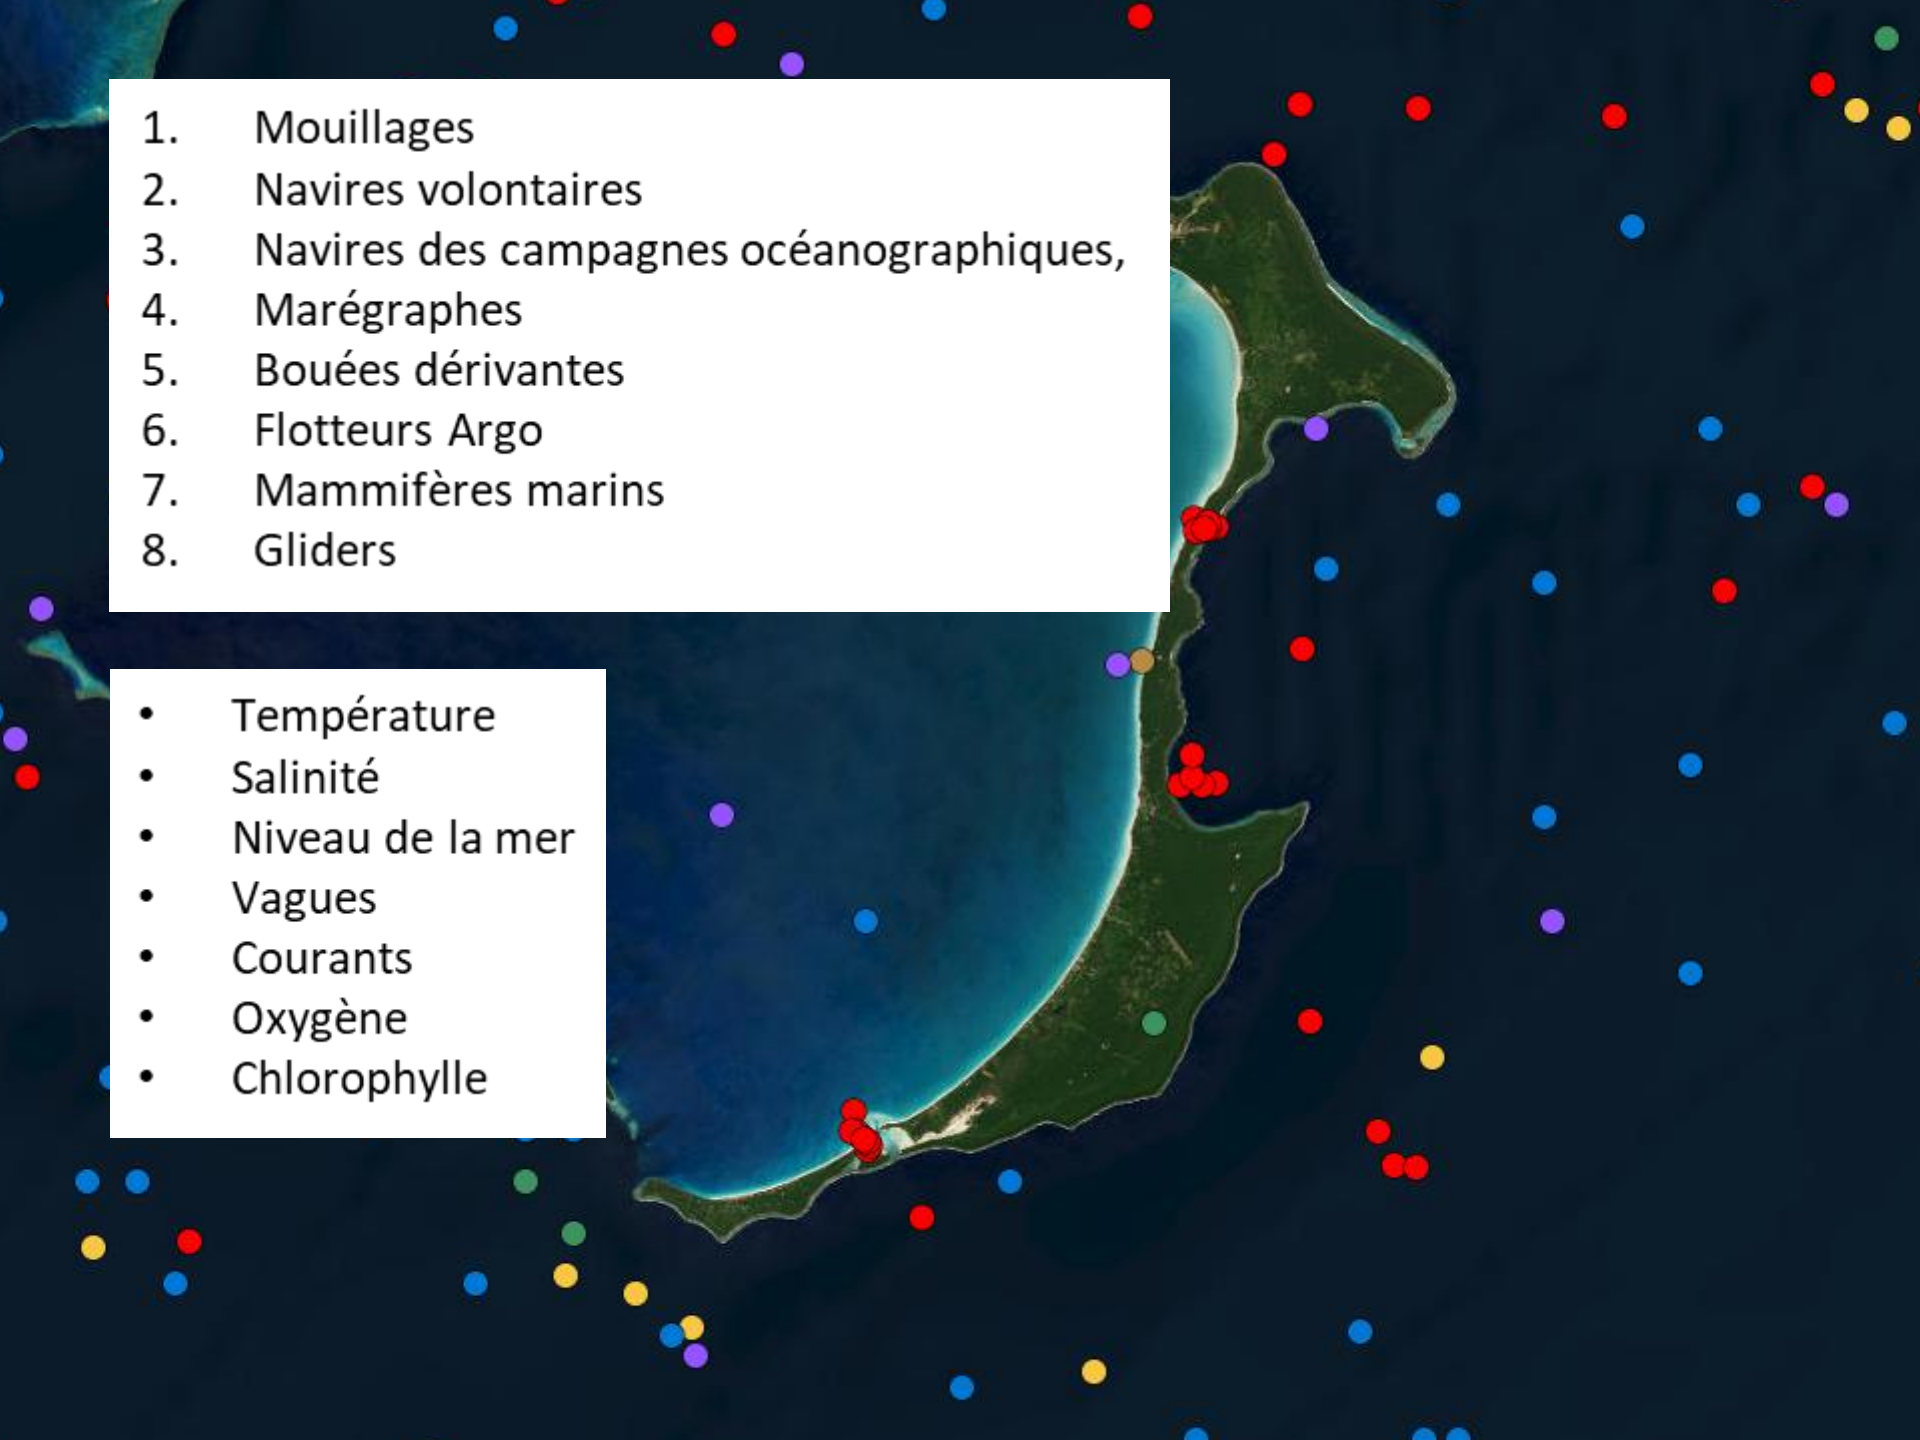 1. Mouillages
2. Navires volontaires
3. Navires des campagnes océanographiques,
4. Marégraphes
5. Bouées dérivantes
6. Flotteurs Argo
7. Mammifères marins
8. Gliders
• Température
• Salinité
• Niveau de la mer
• Vagues
• Courants
• Oxygène
• Chlorophylle